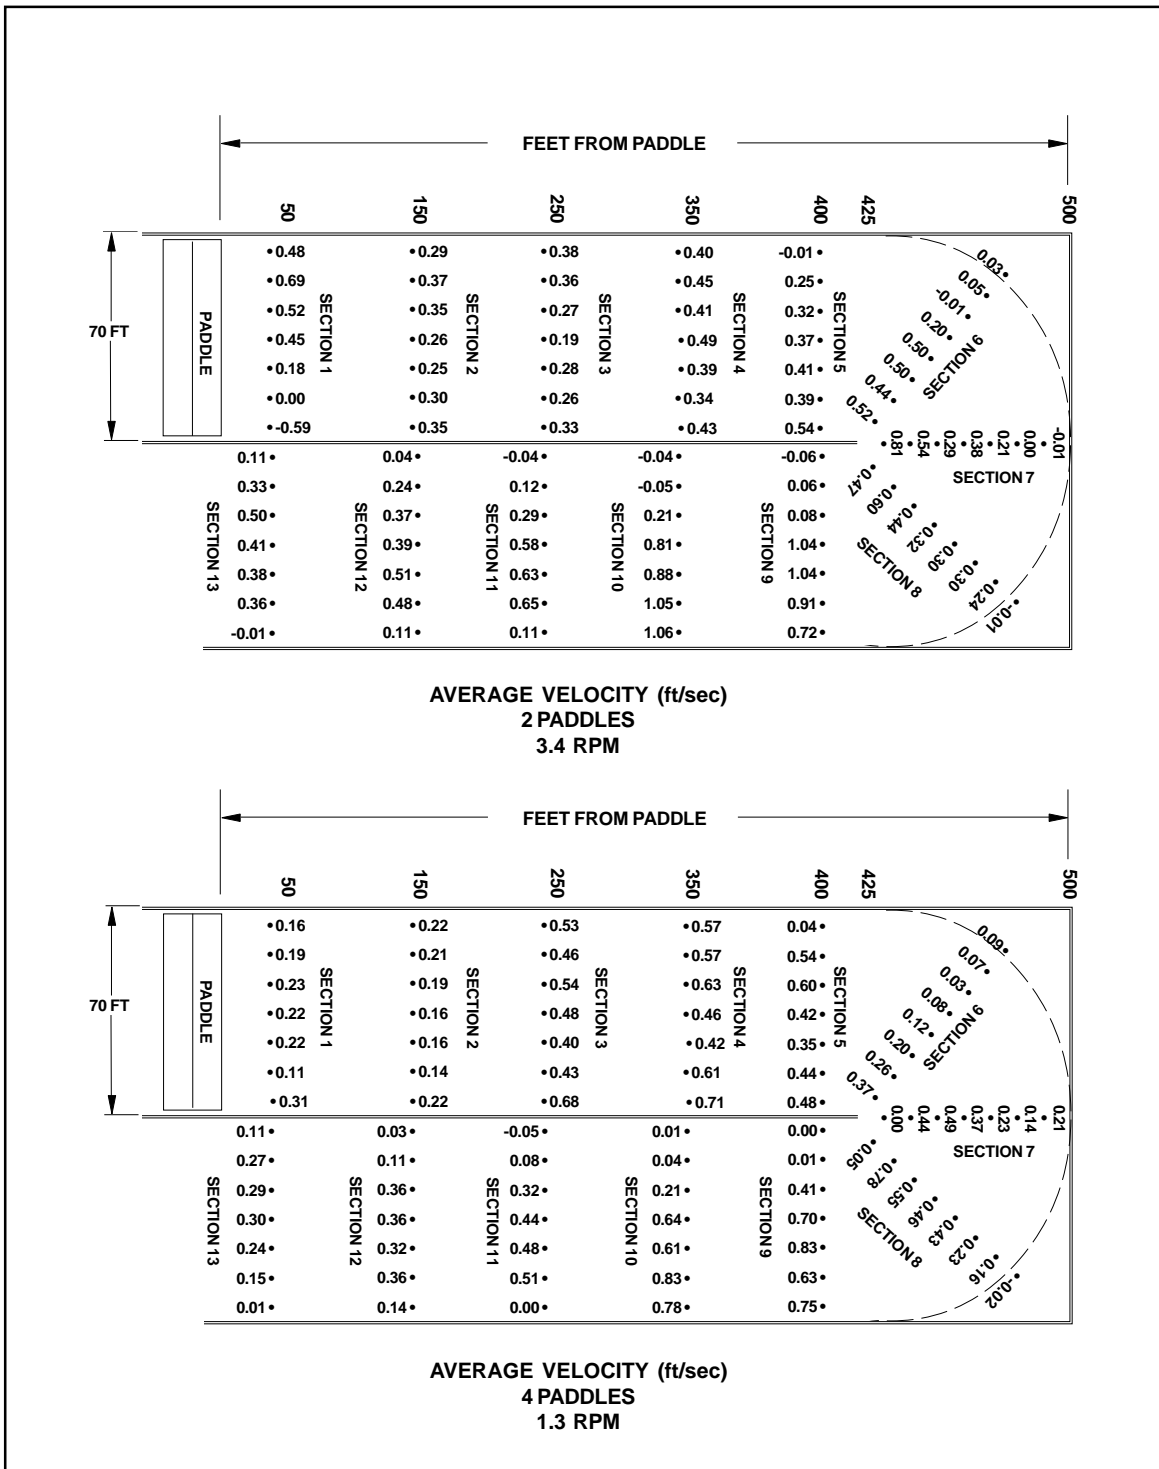 FEET FROM PADDLE
50 150 250 350 400 425 500
0.48 0.29 0.38 0.40 -0.01 0.03
0.69 0.37 0.36 0.45 0.25 0.05
0.52 0.35 0.27 0.41 0.32 -0.01
0.45 0.26 0.19 0.49 0.37 0.20
0.18 0.25 0.28 0.39 0.41 0.50
0.00 0.30 0.26 0.34 0.39 0.50
-0.59 0.35 0.33 0.43 0.54 0.44
0.52
70 FT
PADDLE
SECTION 1
SECTION 2
SECTION 3
SECTION 4
SECTION 5
SECTION 6
0.81 0.54 0.29 0.38 0.21 0.00 -0.01
SECTION 7
0.11 0.04 -0.04 -0.04 -0.06 0.47
0.33 0.24 0.12 -0.05 0.06 0.60
0.50 0.37 0.29 0.21 0.08 0.44
0.41 0.39 0.58 0.81 1.04 0.32
0.38 0.51 0.63 0.88 1.04 0.30
0.36 0.48 0.65 1.05 0.91 0.30
-0.01 0.11 0.11 1.06 0.72 0.24
-0.01
SECTION 13
SECTION 12
SECTION 11
SECTION 10
SECTION 9
SECTION 8
AVERAGE VELOCITY (ft/sec)
2 PADDLES
3.4 RPM
FEET FROM PADDLE
50 150 250 350 400 425 500
0.16 0.22 0.53 0.57 0.04 0.09
0.19 0.21 0.46 0.57 0.54 0.07
0.23 0.19 0.54 0.63 0.60 0.03
0.22 0.16 0.48 0.46 0.42 0.08
0.22 0.16 0.40 0.42 0.35 0.12
0.11 0.14 0.43 0.61 0.44 0.20
0.31 0.22 0.68 0.71 0.48 0.26
0.37
70 FT
PADDLE
SECTION 1
SECTION 2
SECTION 3
SECTION 4
SECTION 5
SECTION 6
0.00 0.44 0.49 0.37 0.23 0.14 0.21
SECTION 7
0.11 0.03 -0.05 0.01 0.00 0.05
0.27 0.11 0.08 0.04 0.01 0.78
0.29 0.36 0.32 0.21 0.41 0.55
0.30 0.36 0.44 0.64 0.70 0.46
0.24 0.32 0.48 0.61 0.83 0.43
0.15 0.36 0.51 0.83 0.63 0.23
0.01 0.14 0.00 0.78 0.75 0.16
-0.02
SECTION 13
SECTION 12
SECTION 11
SECTION 10
SECTION 9
SECTION 8
AVERAGE VELOCITY (ft/sec)
4 PADDLES
1.3 RPM